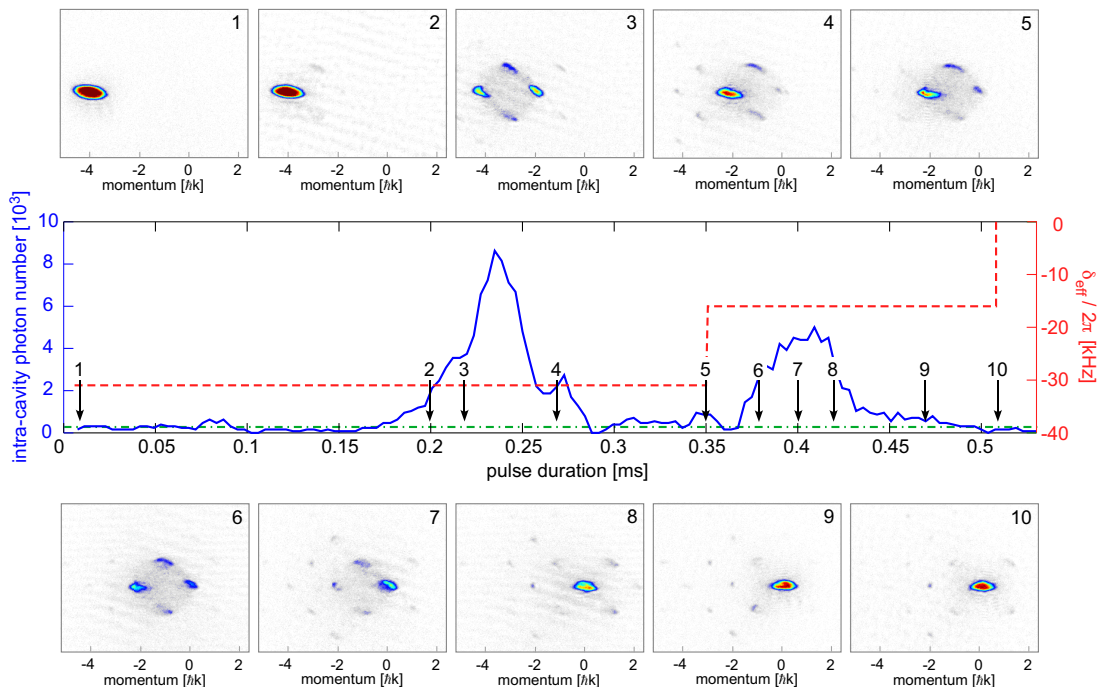 1 2 3 4 5
-4 -2 0 2 -4 -2 0 2 -4 -2 0 2 -4 -2 0 2 -4 -2 0 2
momentum [ħk] momentum [ħk] momentum [ħk] momentum [ħk] momentum [ħk]
intra-cavity photon number [10³]
10
8
6
4
2
0
1 2 3 4 5 6 7 8 9 10
0
-10
-20
-30
-40
δeff / 2π [kHz]
0 0.05 0.1 0.15 0.2 0.25 0.3 0.35 0.4 0.45 0.5
pulse duration [ms]
6 7 8 9 10
-4 -2 0 2 -4 -2 0 2 -4 -2 0 2 -4 -2 0 2 -4 -2 0 2
momentum [ħk] momentum [ħk] momentum [ħk] momentum [ħk] momentum [ħk]